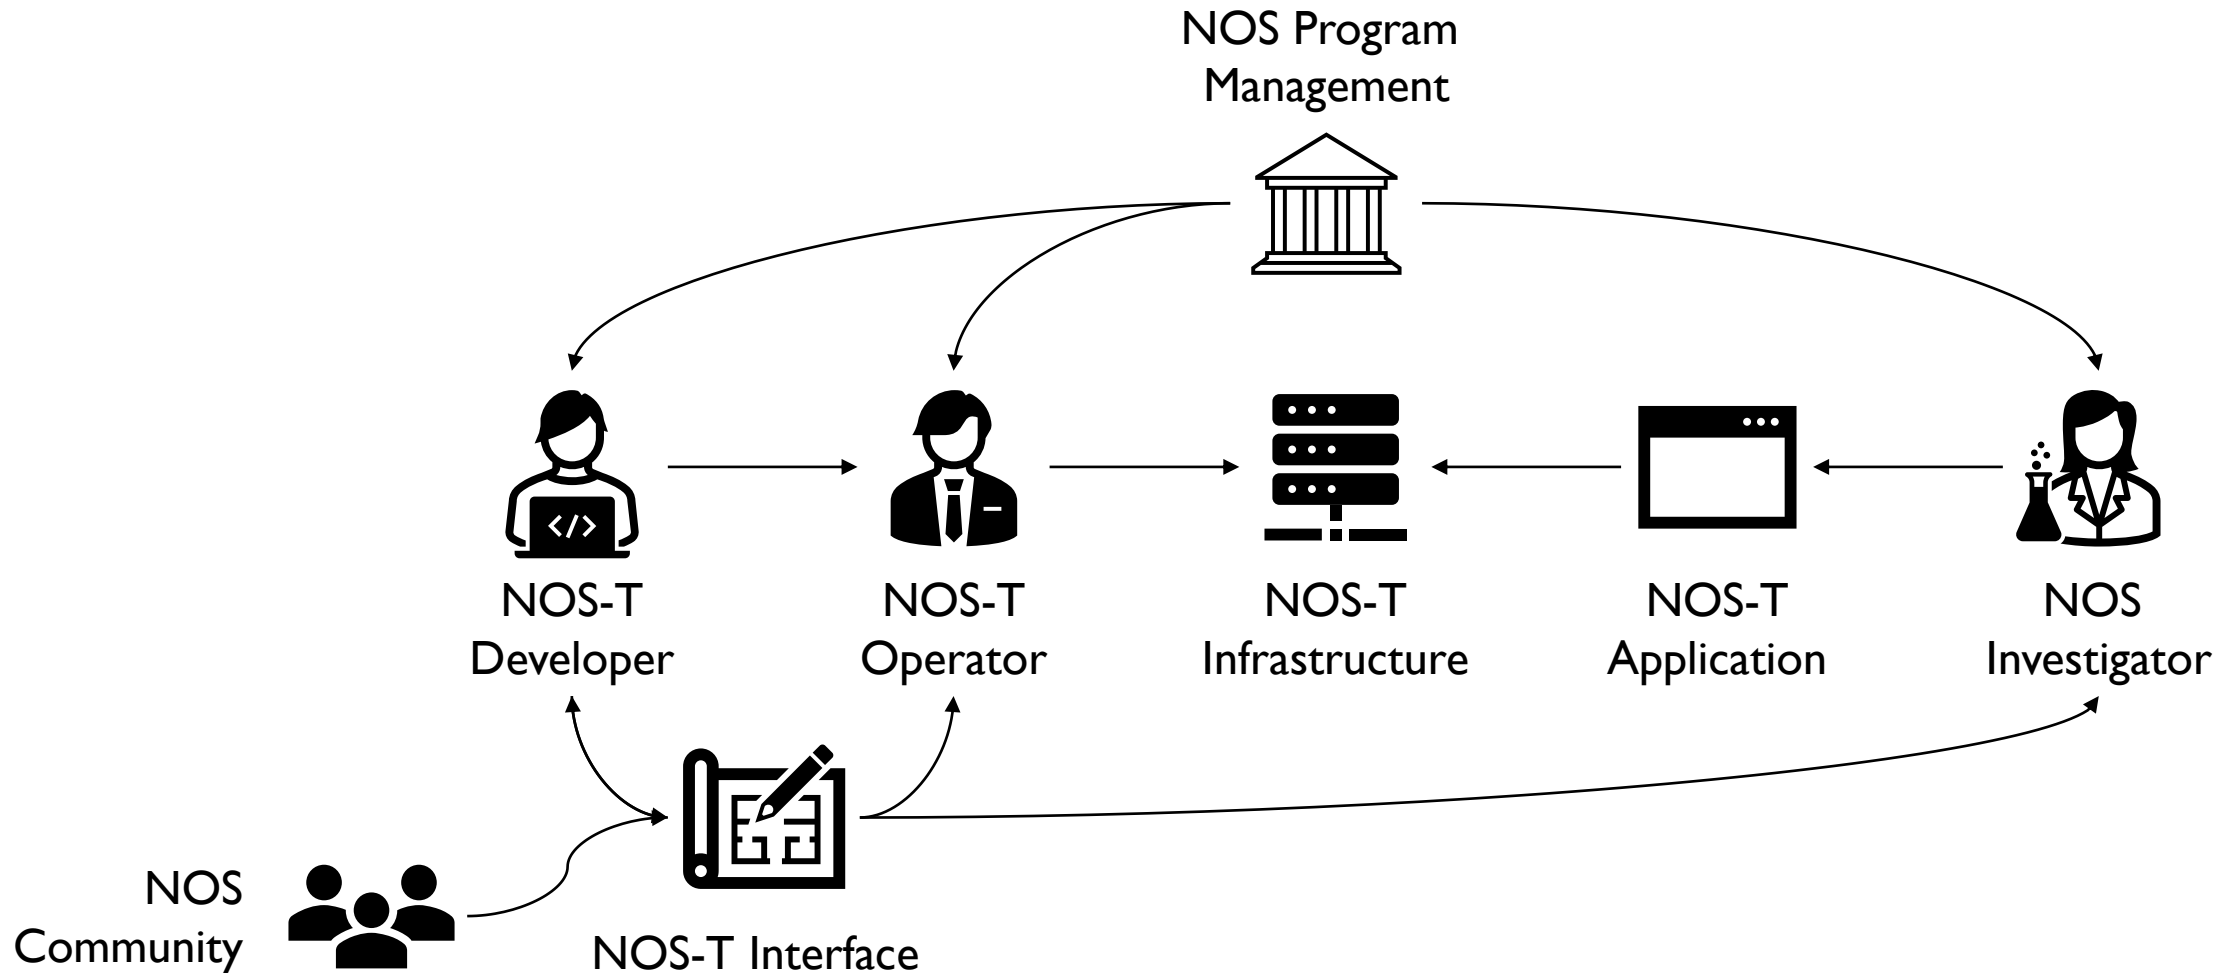 NOS Program
Management
</>
NOS-T
Developer
NOS-T
Operator
NOS-T
Infrastructure
NOS-T
Application
NOS
Investigator
NOS
Community
NOS-T Interface